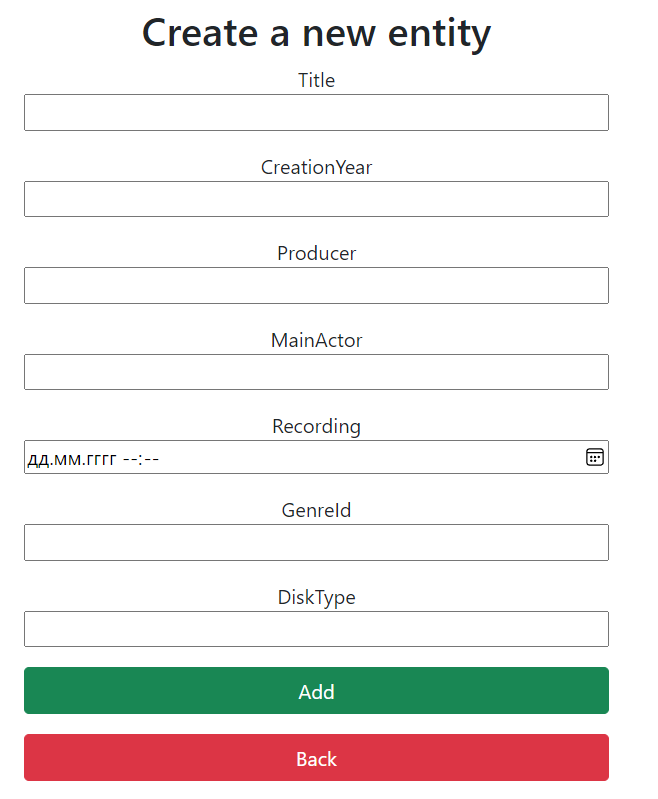 Create a new entity
Title
CreationYear
Producer
MainActor
Recording
дд.мм.гггг --:--
GenreId
DiskType
Add
Back